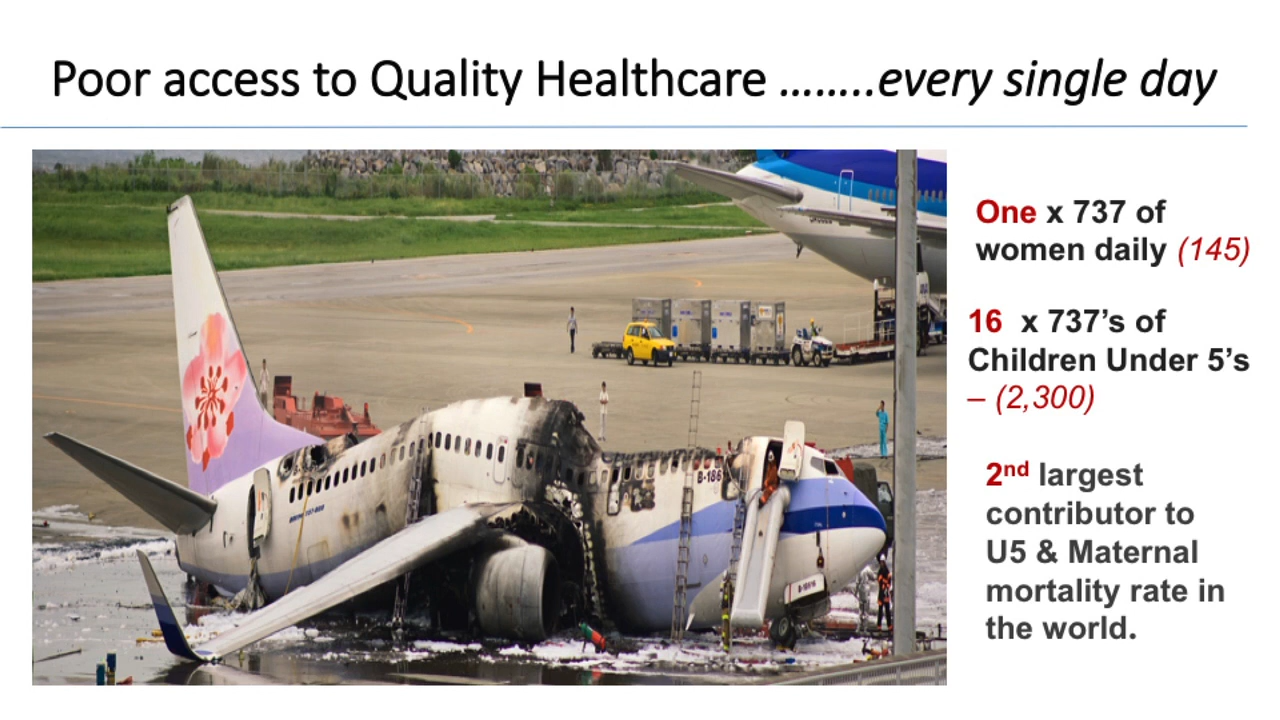 Poor access to Quality Healthcare ........every single day
One x 737 of
women daily (145)
16 x 737’s of
Children Under 5’s
– (2,300)
2nd largest
contributor to
U5 & Maternal
mortality rate in
the world.
B-186